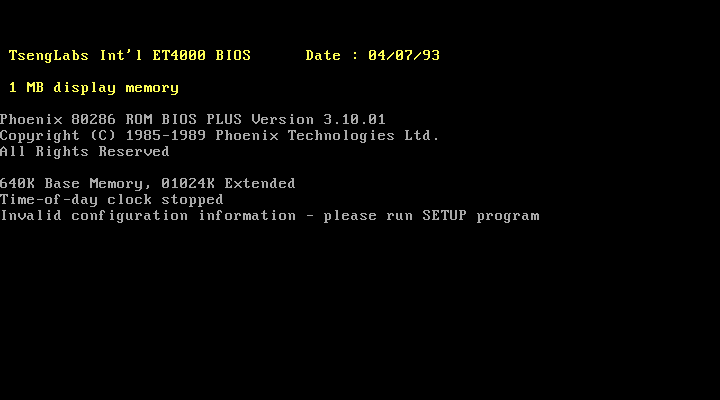 TsengLabs Int'l ET4000 BIOS      Date : 04/07/93
1 MB display memory
Phoenix 80286 ROM BIOS PLUS Version 3.10.01
Copyright (C) 1985-1989 Phoenix Technologies Ltd.
All Rights Reserved
640K Base Memory, 01024K Extended
Time-of-day clock stopped
Invalid configuration information - please run SETUP program